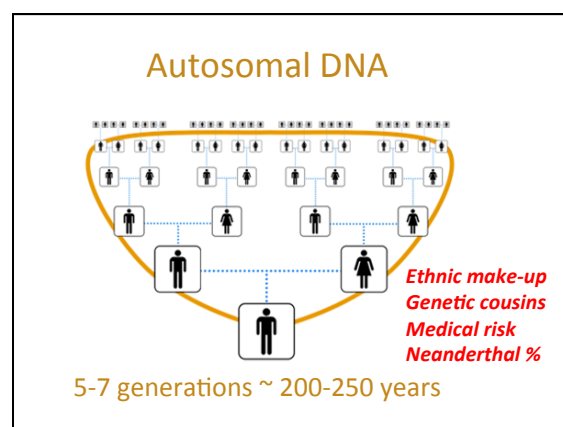 Autosomal DNA
Ethnic make-up
Genetic cousins
Medical risk
Neanderthal %
5-7 generations ~ 200-250 years